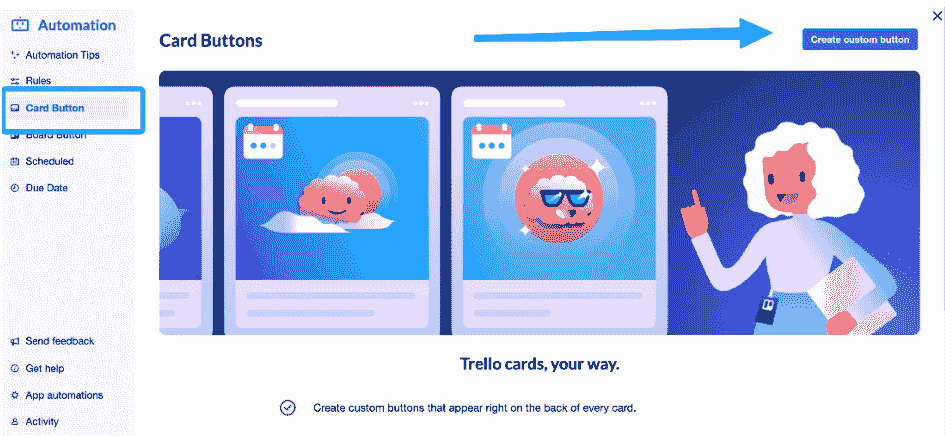 Automation
Automation Tips
Rules
Card Button
Board Button
Scheduled
Due Date
Send feedback
Get help
App automations
Activity
Card Buttons
Create custom button
Trello cards, your way.
Create custom buttons that appear right on the back of every card.